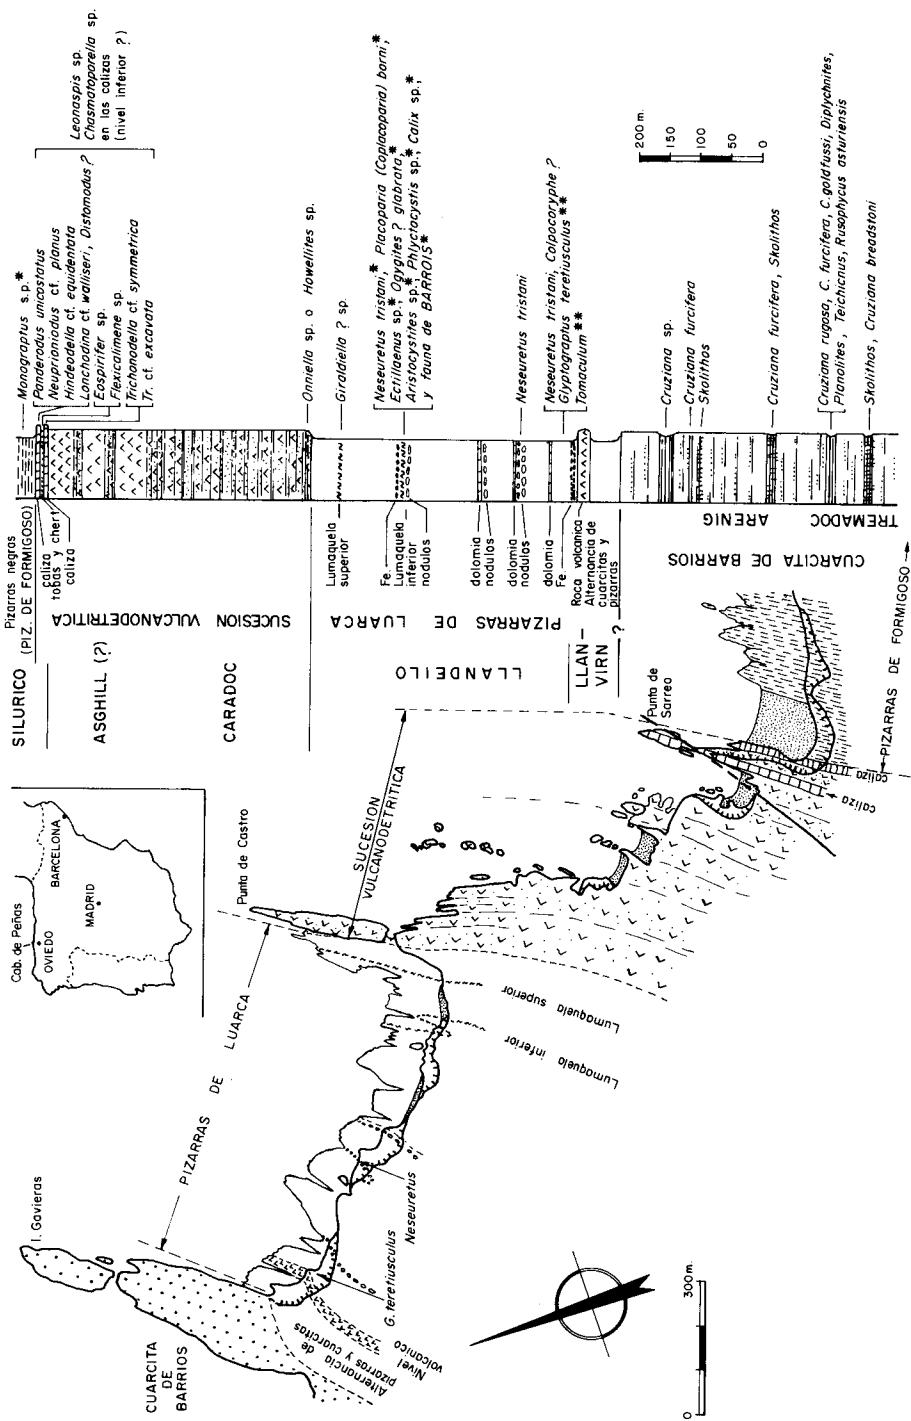 Pizarras negras
(PIZ. DE FORMIGOSO)
SILURICO
caliza
tobas y chert
caliza
ASGHILL (?)
SUCESION VULCANODETRITICA
CARADOC
Lumaquela
superior
Fe.
Lumaquela
inferior
nodulos
dolomia
nodulos
dolomia
nodulos
dolomia
Fe.
Roca volcanica
Alternancia de
cuarcitas y
pizarras
PIZARRAS DE LUARCA
LLANDEILO
LLAN-
VIRN
?
CUARCITA DE BARRIOS
ARENIG
TREMADOC
Monograptus s.p.*
Panderodus unicostatus
Neuprioniodus cf. planus
Hindeodella cf. equidentata
Lonchodina cf. walliseri, Distomodus?
Eospirifer sp.
Flexicalimene sp.
Trichonodella cf. symmetrica
Tr. cf. excavata
Leonaspis sp.
Chasmatoporella sp.
en las calizas
(nivel inferior ?)
Onniella sp. o Howellites sp.
Giraldiella ? sp.
Neseuretus tristani,* Placoparia (Coplacoparia) borni,*
Ectillaenus sp.* Ogygites ? glabrata,*
Aristocystites sp.* Phlyctocystis sp.,* Calix sp.,*
y fauna de BARROIS*
Neseuretus tristani
Neseuretus tristani, Colpocoryphe ?
Glyptograptus teretiusculus**
Tomaculum**
Cruziana sp.
Cruziana furcifera
Skolithos
Cruziana furcifera, Skolithos
Cruziana rugosa, C. furcifera, C. goldfussi, Diplychnites,
Planolites, Teichicnus, Rusophycus asturiensis
Skolithos, Cruziana breadstoni
200 m.
150
100
50
0
Cab. de Peñas
OVIEDO
BARCELONA
MADRID
I. Gavieras
CUARCITA
DE
BARRIOS
PIZARRAS DE LUARCA
Punta de Castro
SUCESION
VULCANODETRITICA
Punta de
Sarreo
PIZARRAS DE FORMIGOSO
caliza
caliza
Lumaquela superior
Lumaquela inferior
Neseuretus
G. teretiusculus
Alternancia de
pizarras y cuarcitas
Nivel
volcanico
0
300 m.